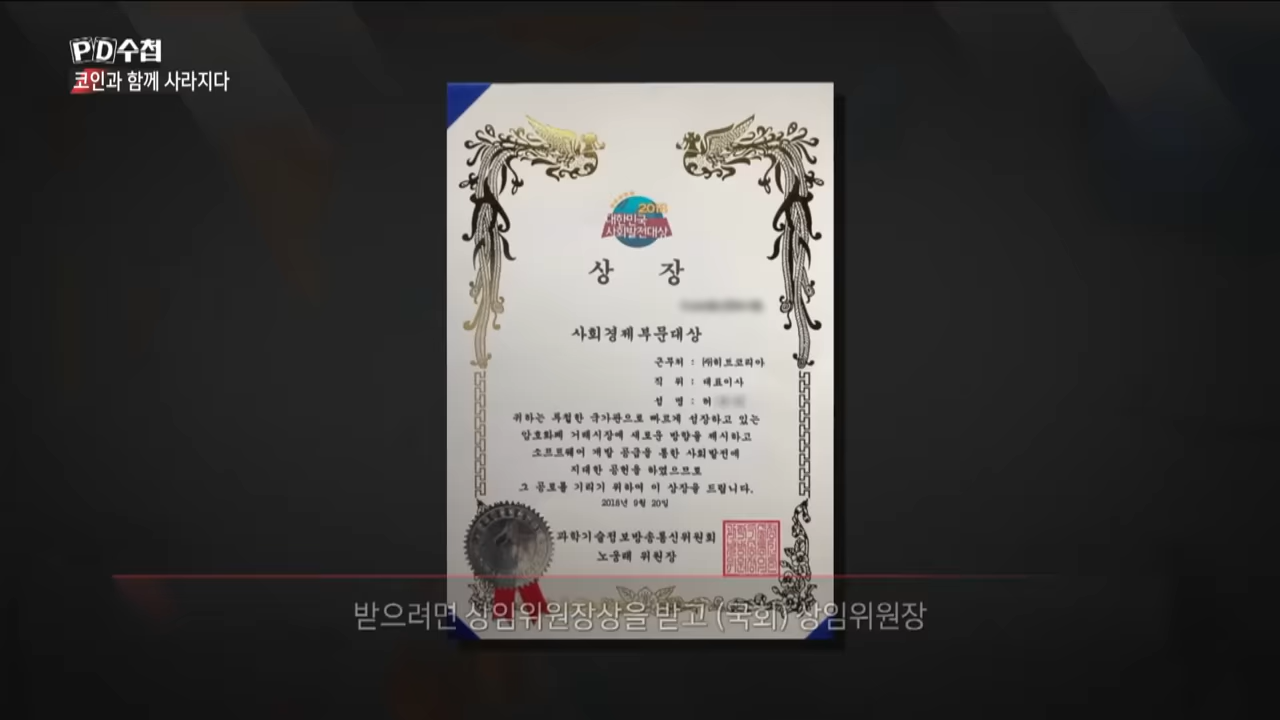 PD수첩
코인과 함께 사라지다
2018
대한민국
사회발전대상
상 장
사회경제부문대상
근무처 : ㈜히트코리아
직 위 : 대표이사
성 명 : 허
귀하는 투철한 국가관으로 빠르게 성장하고 있는
암호화폐 거래시장에 새로운 방향을 제시하고
소프트웨어 개발 공급을 통한 사회발전에
지대한 공헌을 하였으므로
그 공로를 기리기 위하여 이 상장을 드립니다.
2018년 9월 20일
과학기술정보방송통신위원회
노웅래 위원장
받으려면 상임위원장상을 받고 (국회) 상임위원장